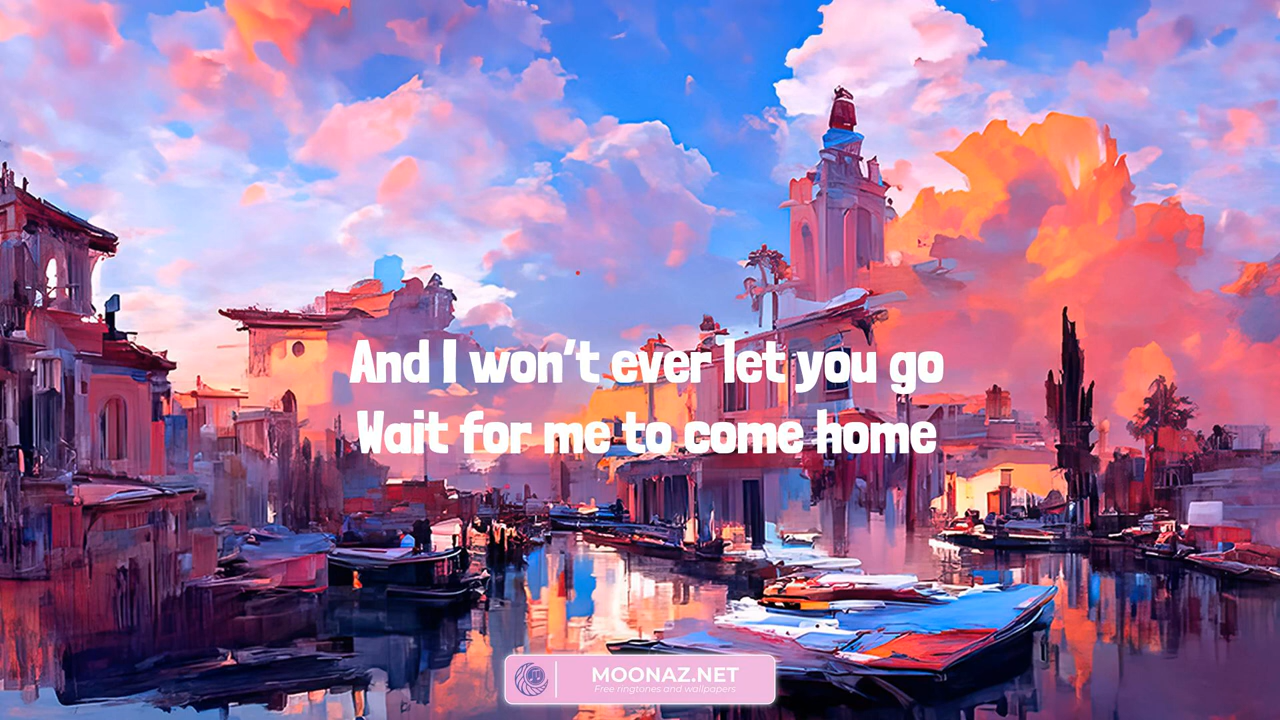 And I won't ever let you go
Wait for me to come home
MOONAZ.NET
Free ringtones and wallpapers